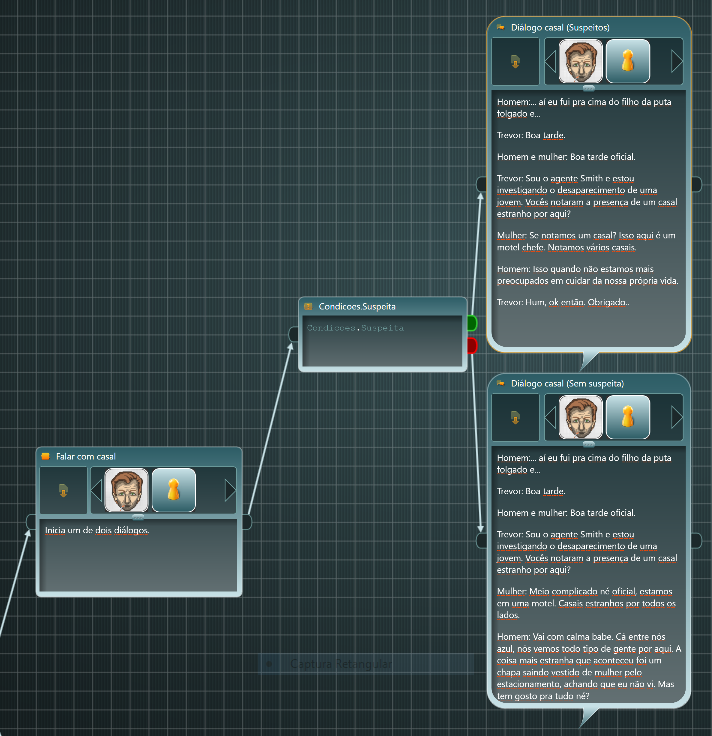 Diálogo casal (Suspeitos)
Homem:... aí eu fui pra cima do filho da puta
folgado e...
Trevor: Boa tarde.
Homem e mulher: Boa tarde oficial.
Trevor: Sou o agente Smith e estou
investigando o desaparecimento de uma
jovem. Vocês notaram a presença de um casal
estranho por aqui?
Mulher: Se notamos um casal? Isso aqui é um
motel chefe. Notamos vários casais.
Homem: Isso quando não estamos mais
preocupados em cuidar da nossa própria vida.
Trevor: Hum, ok então. Obrigado..
Condicoes.Suspeita
Condicoes.Suspeita
Falar com casal
Inicia um de dois diálogos.
Diálogo casal (Sem suspeita)
Homem:... aí eu fui pra cima do filho da puta
folgado e...
Trevor: Boa tarde.
Homem e mulher: Boa tarde oficial.
Trevor: Sou o agente Smith e estou
investigando o desaparecimento de uma
jovem. Vocês notaram a presença de um casal
estranho por aqui?
Mulher: Meio complicado né oficial, estamos
em uma motel. Casais estranhos por todos os
lados.
Homem: Vai com calma babe. Cá entre nós
azul, nós vemos todo tipo de gente por aqui. A
coisa mais estranha que aconteceu foi um
chapa saindo vestido de mulher pelo
estacionamento, achando que eu não vi. Mas
tem gosto pra tudo né?